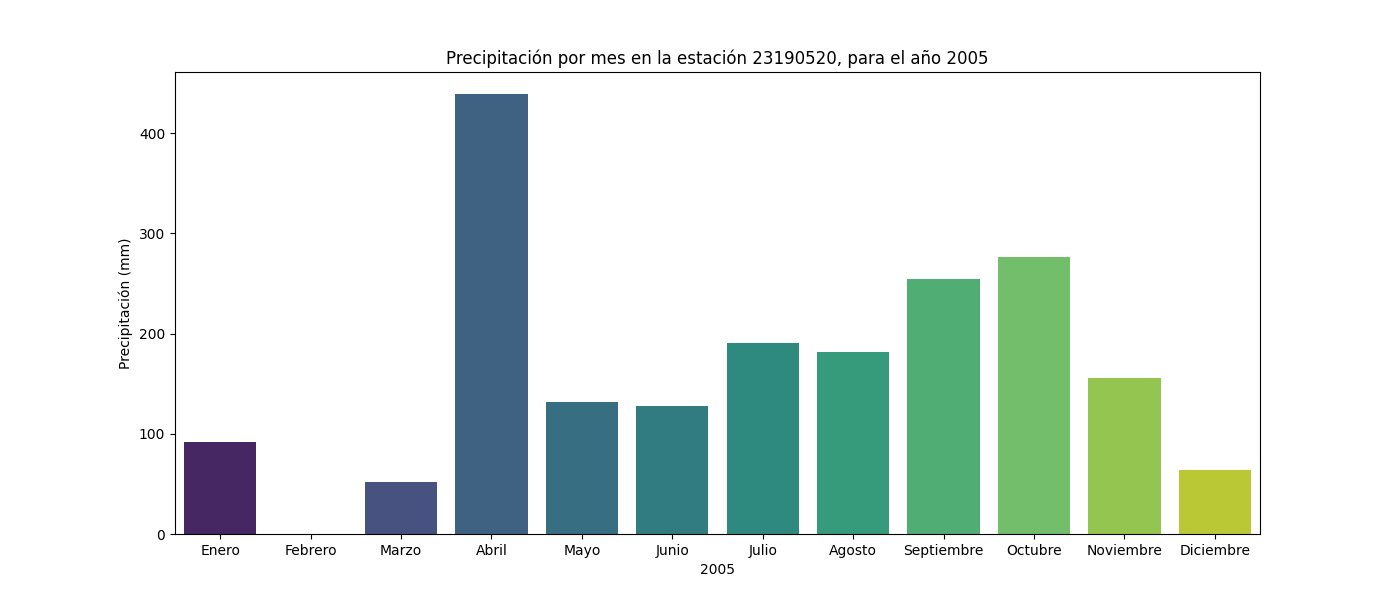 Precipitación por mes en la estación 23190520, para el año 2005
Precipitación (mm)
400
300
200
100
0
Enero Febrero Marzo Abril Mayo Junio Julio Agosto Septiembre Octubre Noviembre Diciembre
2005